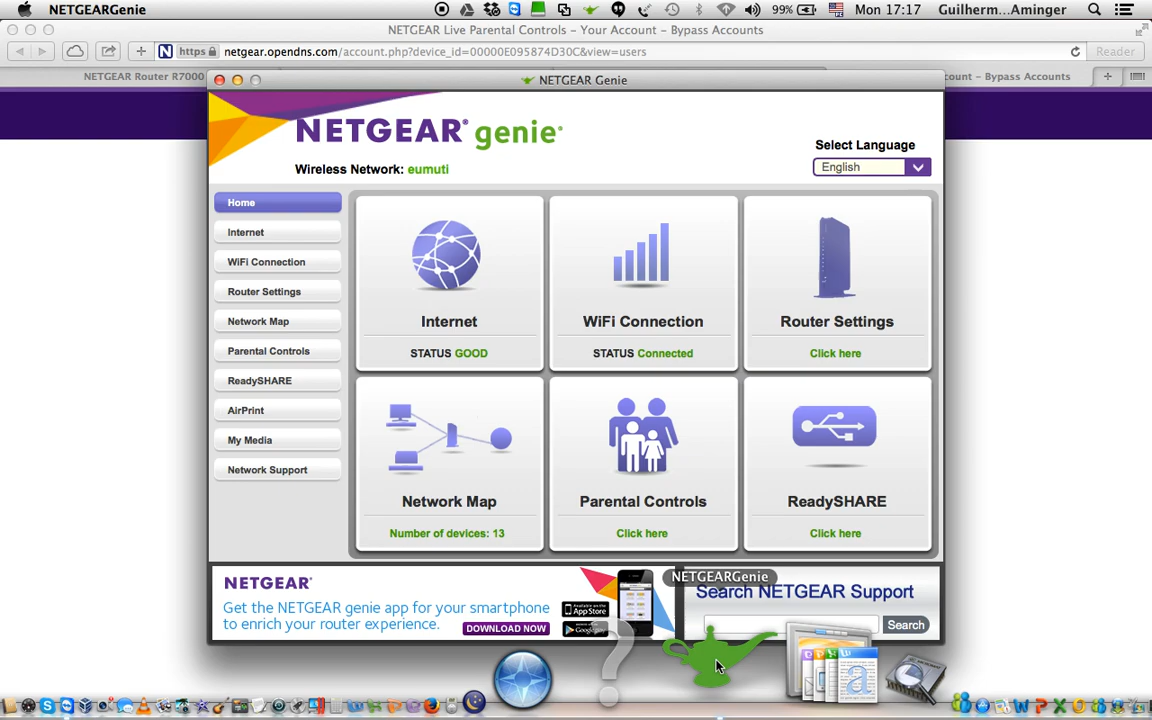 NETGEARGenie
99%
Mon 17:17
Guilherm...Aminger
NETGEAR Live Parental Controls – Your Account – Bypass Accounts
https
netgear.opendns.com/account.php?device_id=00000E095874D30C&view=users
Reader
NETGEAR Router R7000
count – Bypass Accounts
NETGEAR Genie
NETGEAR® genie®
Wireless Network: eumuti
Select Language
English
Home
Internet
WiFi Connection
Router Settings
Network Map
Parental Controls
ReadySHARE
AirPrint
My Media
Network Support
Internet
STATUS GOOD
WiFi Connection
STATUS Connected
Router Settings
Click here
Network Map
Number of devices: 13
Parental Controls
Click here
ReadySHARE
Click here
NETGEAR®
Get the NETGEAR genie app for your smartphone
to enrich your router experience.
DOWNLOAD NOW
App Store
NETGEARGenie
Search NETGEAR Support
Search